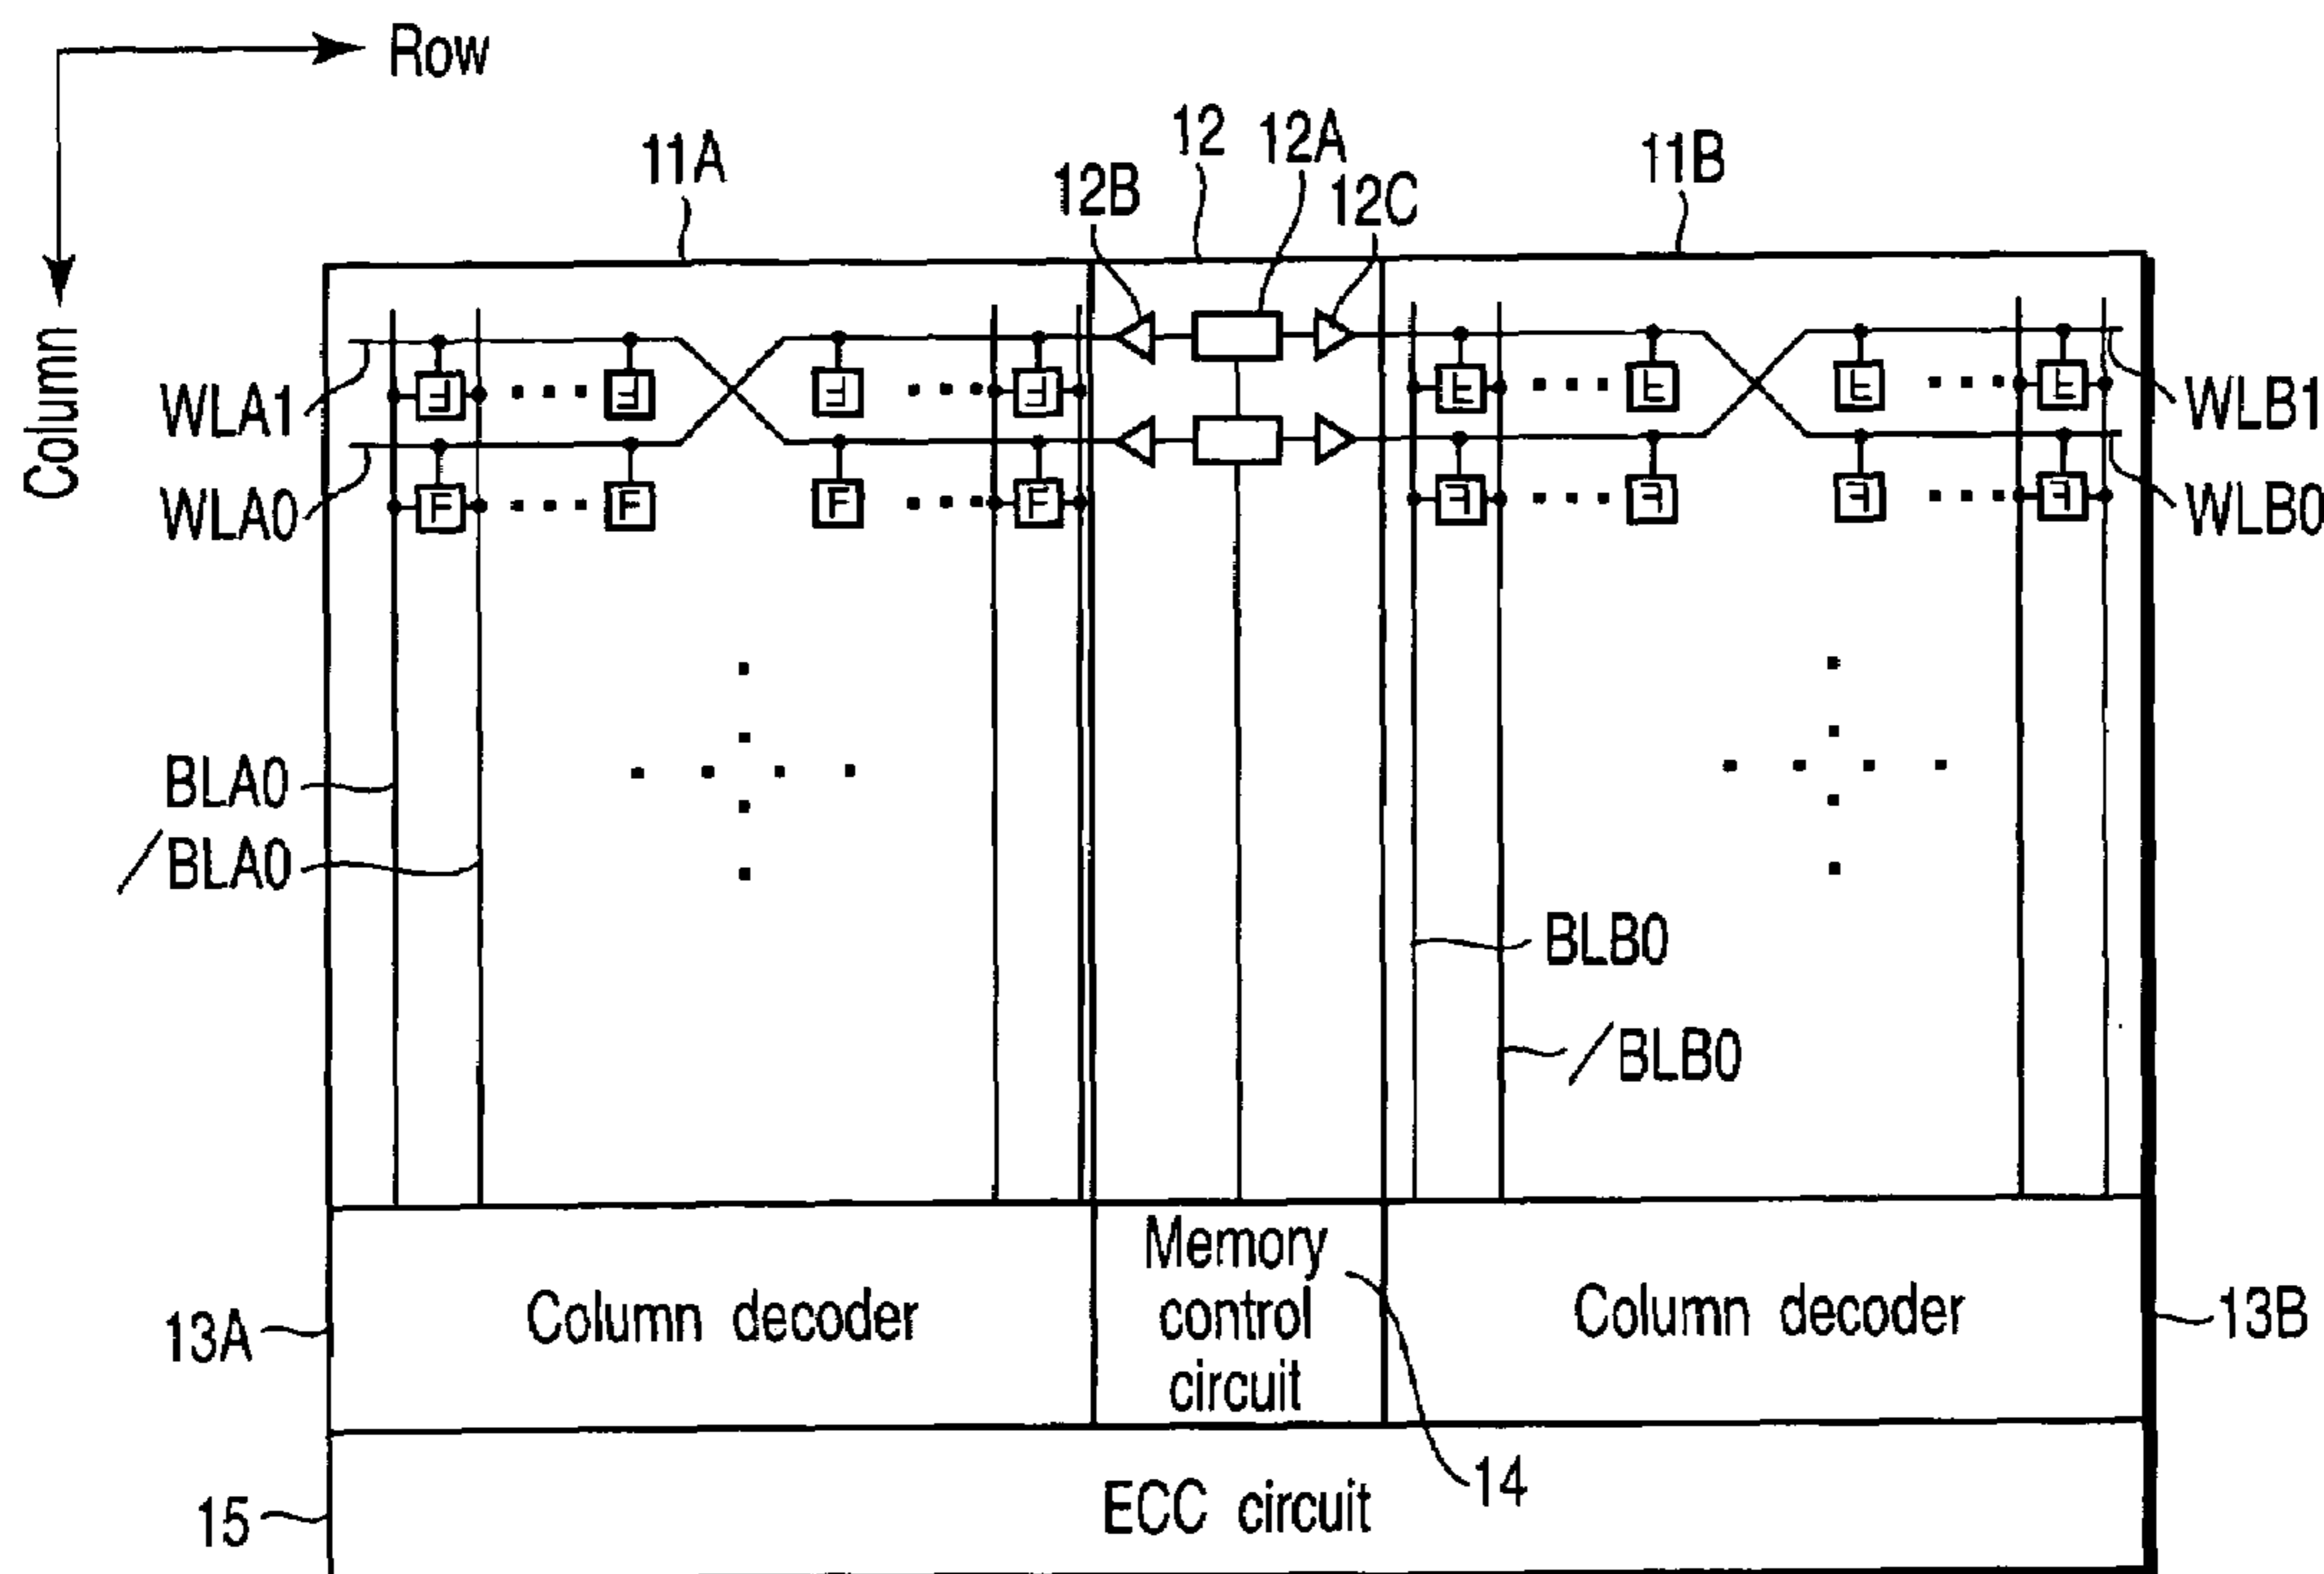 Row
Column
11A
12B
12
12A
12C
11B
WLA1
WLA0
WLB1
WLB0
F F F F F F F F
F F F F F F F F
BLA0
/BLA0
BLB0
/BLB0
13A
Column decoder
Memory
control
circuit
Column decoder
13B
14
15
ECC circuit